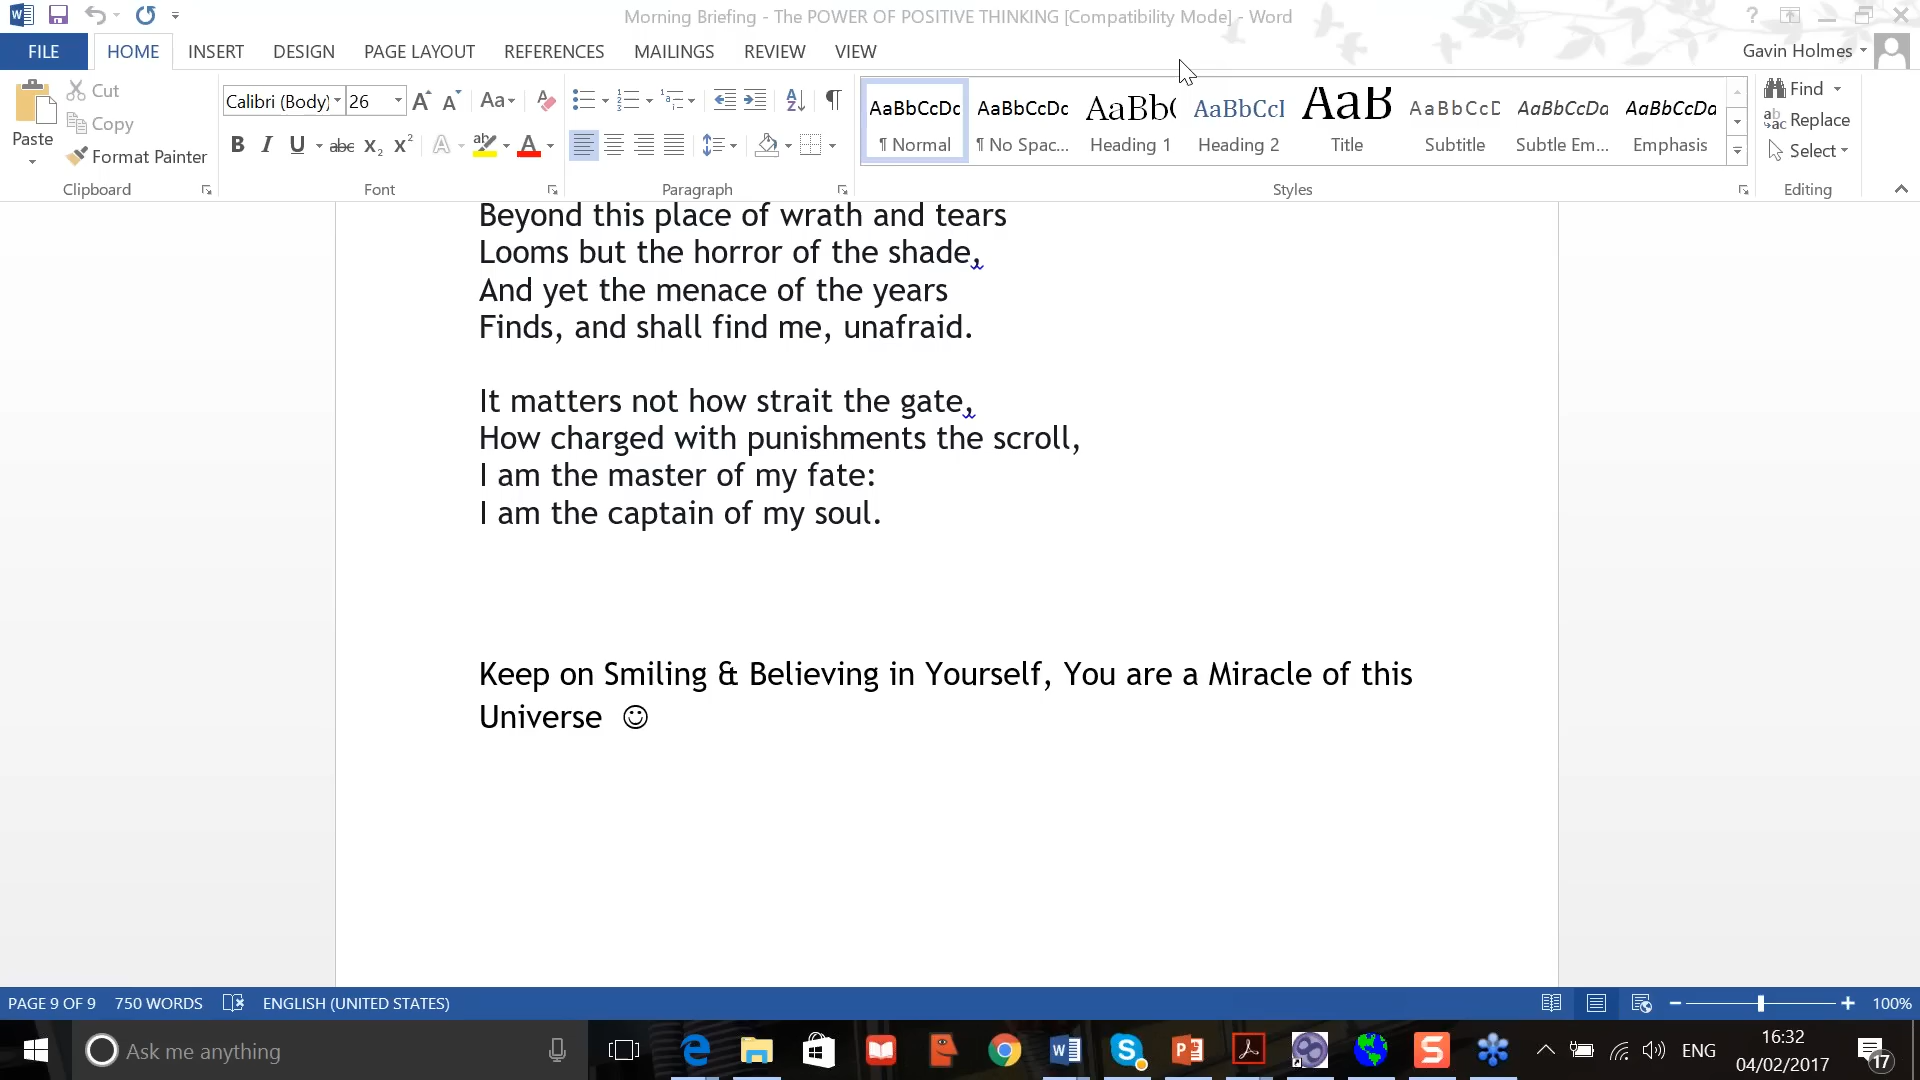 Morning Briefing - The POWER OF POSITIVE THINKING [Compatibility Mode] - Word
?
FILE HOME INSERT DESIGN PAGE LAYOUT REFERENCES MAILINGS REVIEW VIEW Gavin Holmes
Paste
Cut
Copy
Format Painter
Clipboard
Calibri (Body) 26
Font
Paragraph
AaBbCcDc AaBbCcDc AaBb( AaBbCcI AaB AaBbCcD AaBbCcDa AaBbCcDa
¶ Normal ¶ No Spac... Heading 1 Heading 2 Title Subtitle Subtle Em... Emphasis
Styles
Find
Replace
Select
Editing
Beyond this place of wrath and tears
Looms but the horror of the shade,
And yet the menace of the years
Finds, and shall find me, unafraid.
It matters not how strait the gate,
How charged with punishments the scroll,
I am the master of my fate:
I am the captain of my soul.
Keep on Smiling & Believing in Yourself, You are a Miracle of this
Universe ☺
PAGE 9 OF 9 750 WORDS ENGLISH (UNITED STATES) 100%
Ask me anything
ENG
16:32
04/02/2017
17